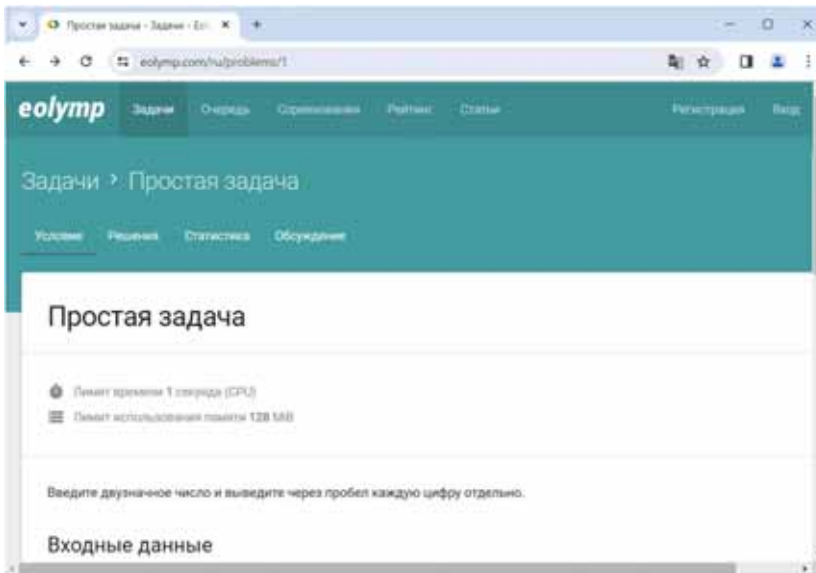 Простая задача - Задачи - Eo
eolymp.com/ru/problems/1
eolymp Задачи Очередь Соревнования Рейтинг Статьи Регистрация Вход
Задачи > Простая задача
Условие Решения Статистика Обсуждение
Простая задача
Лимит времени 1 секунда (CPU)
Лимит использования памяти 128 MiB
Введите двузначное число и выведите через пробел каждую цифру отдельно.
Входные данные